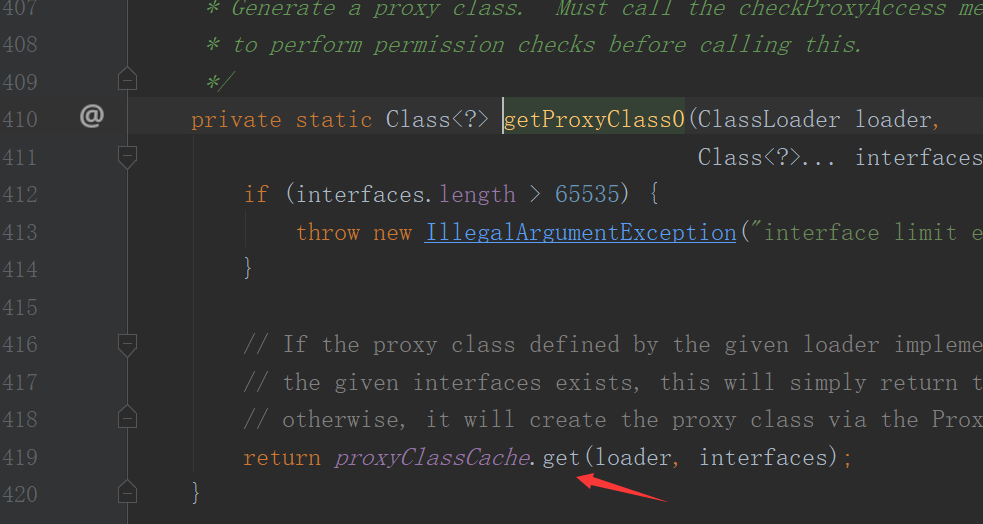 407 * Generate a proxy class.  Must call the checkProxyAccess me
408 * to perform permission checks before calling this.
409 */
410 @ private static Class<?> getProxyClass0(ClassLoader loader,
411 Class<?>... interfaces
412 if (interfaces.length > 65535) {
413 throw new IllegalArgumentException("interface limit e
414 }
415
416 // If the proxy class defined by the given loader impleme
417 // the given interfaces exists, this will simply return t
418 // otherwise, it will create the proxy class via the Prox
419 return proxyClassCache.get(loader, interfaces);
420 }